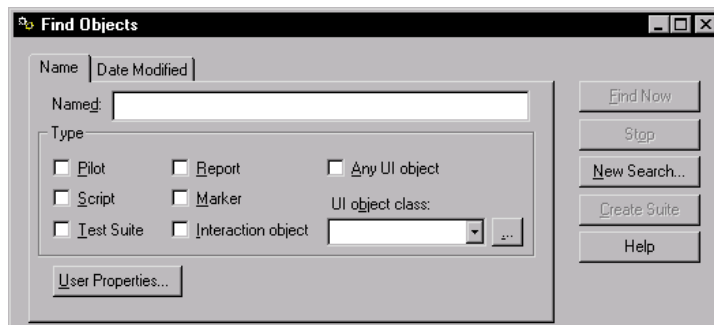 Find Objects
Name
Date Modified
Named:
Type
Pilot
Report
Any UI object
Script
Marker
UI object class:
Test Suite
Interaction object
...
User Properties...
Find Now
Stop
New Search...
Create Suite
Help